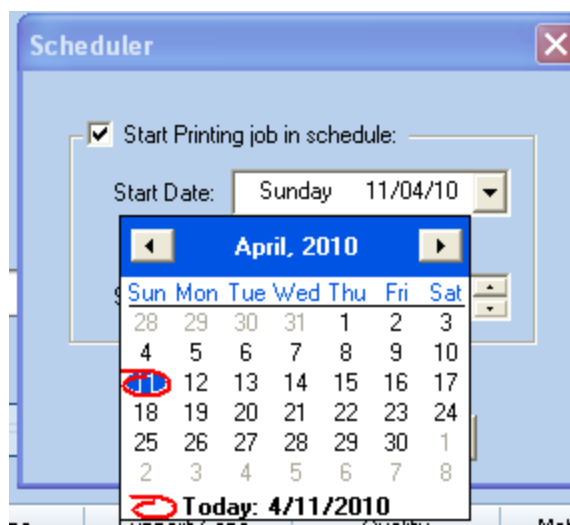 Scheduler
Start Printing job in schedule:
Start Date: Sunday 11/04/10
April, 2010
Sun Mon Tue Wed Thu Fri Sat
28 29 30 31 1 2 3
4 5 6 7 8 9 10
11 12 13 14 15 16 17
18 19 20 21 22 23 24
25 26 27 28 29 30 1
2 3 4 5 6 7 8
Today: 4/11/2010